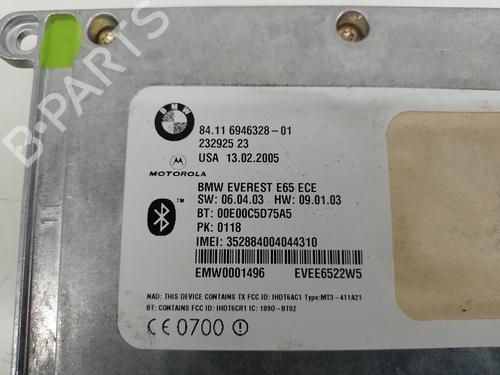 B-PARTS
BMW
84.11 6946328-01
232925 23
USA 13.02.2005
MOTOROLA
BMW EVEREST E65 ECE
SW: 06.04.03 HW: 09.01.03
TM
BT: 00E00C5D75A5
PK: 0118
IMEI: 352884004044310
EMW0001496 EVEE6522W5
NAD: THIS DEVICE CONTAINS TX FCC ID: IHDT6AC1 Type:MT3-411A21
BT: CONTAINS FCC ID: IHDT6CR1 IC: 109O-BT02
CE 0700